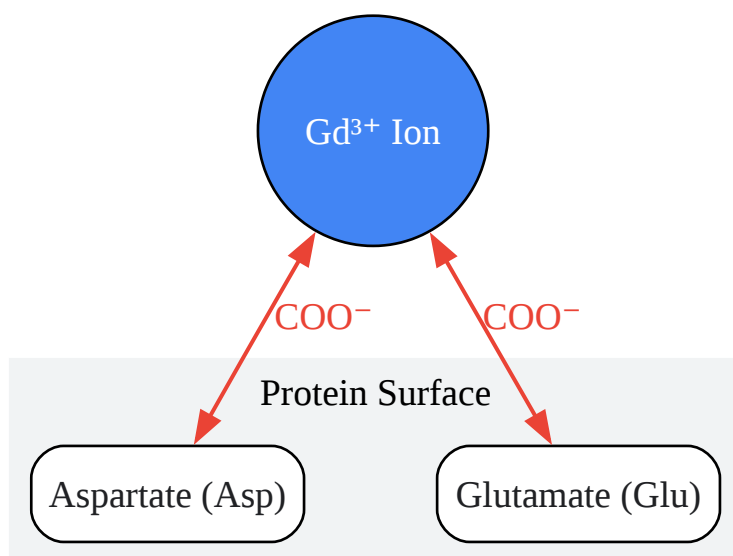 Gd³⁺ Ion
COO⁻ COO⁻
Protein Surface
Aspartate (Asp) Glutamate (Glu)